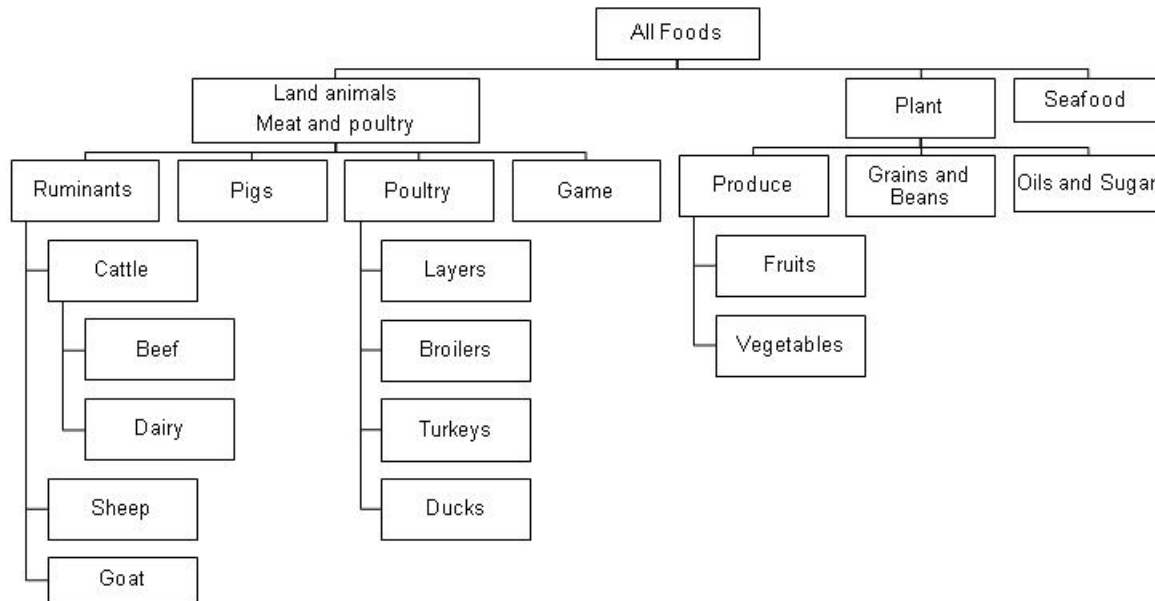 All Foods
Land animals
Meat and poultry
Plant
Seafood
Ruminants
Pigs
Poultry
Game
Produce
Grains and
Beans
Oils and Sugar
Cattle
Layers
Fruits
Beef
Broilers
Vegetables
Dairy
Turkeys
Sheep
Ducks
Goat